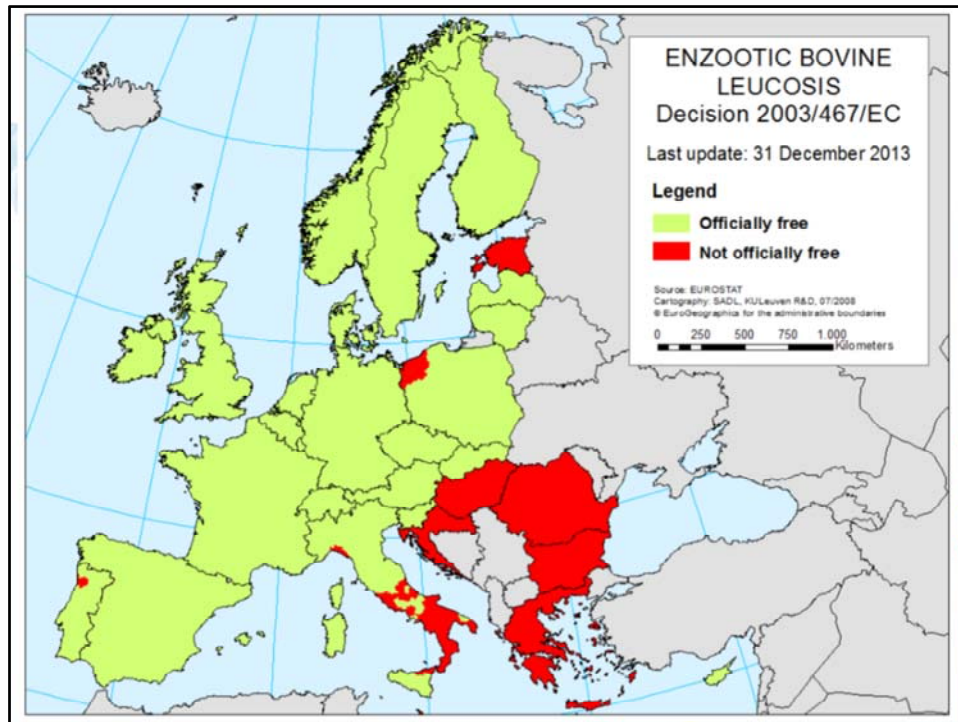 ENZOOTIC BOVINE
LEUCOSIS
Decision 2003/467/EC
Last update: 31 December 2013
Legend
Officially free
Not officially free
Source: EUROSTAT
Cartography: SADL, KULeuven R&D, 07/2008
© EuroGeographics for the administrative boundaries
0 250 500 750 1.000
Kilometers